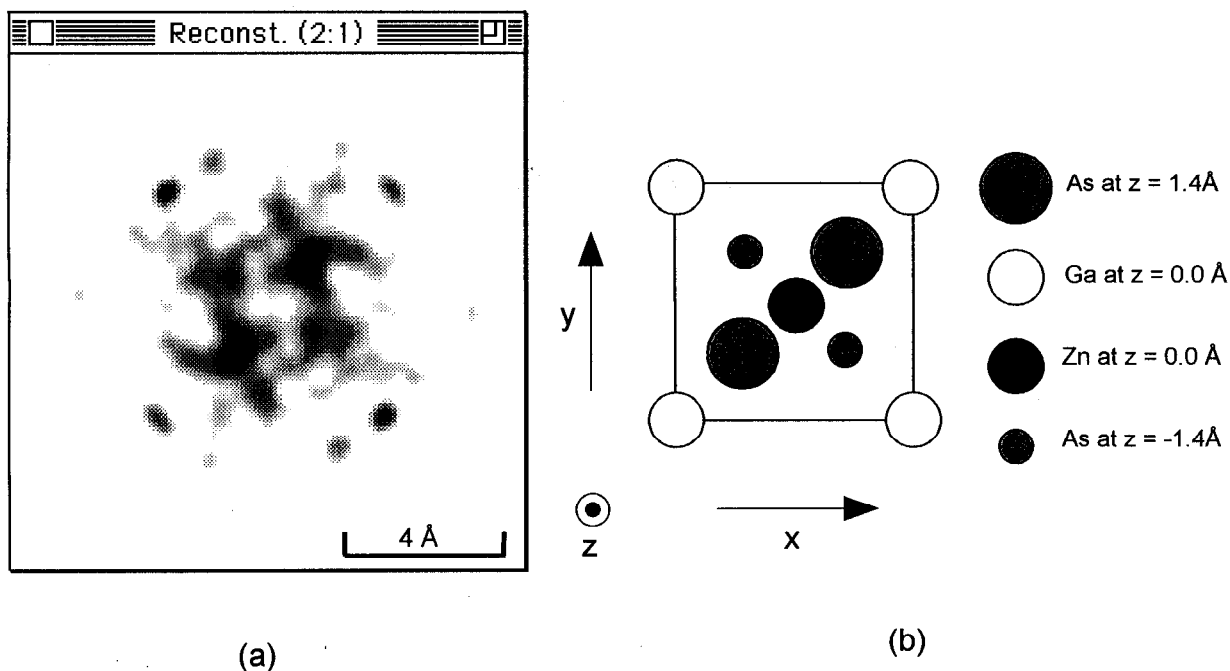 Reconst. (2:1)
4 Å
(a)
y
z
x
As at z = 1.4Å
Ga at z = 0.0 Å
Zn at z = 0.0 Å
As at z = -1.4Å
(b)